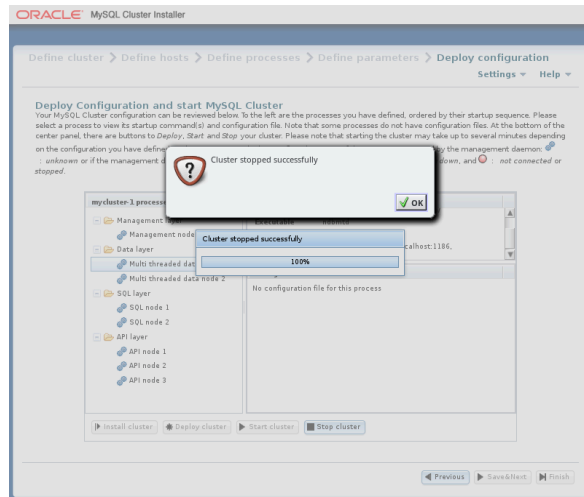 ORACLE MySQL Cluster Installer
Define cluster > Define hosts > Define processes > Define parameters > Deploy configuration
Settings Help
Deploy Configuration and start MySQL Cluster
Your MySQL Cluster configuration can be reviewed below. To the left are the processes you have defined, ordered by their startup sequence. Please
select a process to view its startup command(s) and configuration file. Note that some processes do not have configuration files. At the bottom of the
center panel, there are buttons to Deploy, Start and Stop your cluster. Please note that starting the cluster may take up to several minutes depending
on the configuration you have define by the management daemon:
: unknown or if the management d down, and : not connected or
stopped.
Cluster stopped successfully
OK
mycluster-1 processe
Management layer
Management node
Data layer
Multi threaded dat
Multi threaded data node 2
SQL layer
SQL node 1
SQL node 2
API layer
API node 1
API node 2
API node 3
Executable
calhost:1186,
Cluster stopped successfully
100%
No configuration file for this process
Install cluster Deploy cluster Start cluster Stop cluster
Previous Save&Next Finish